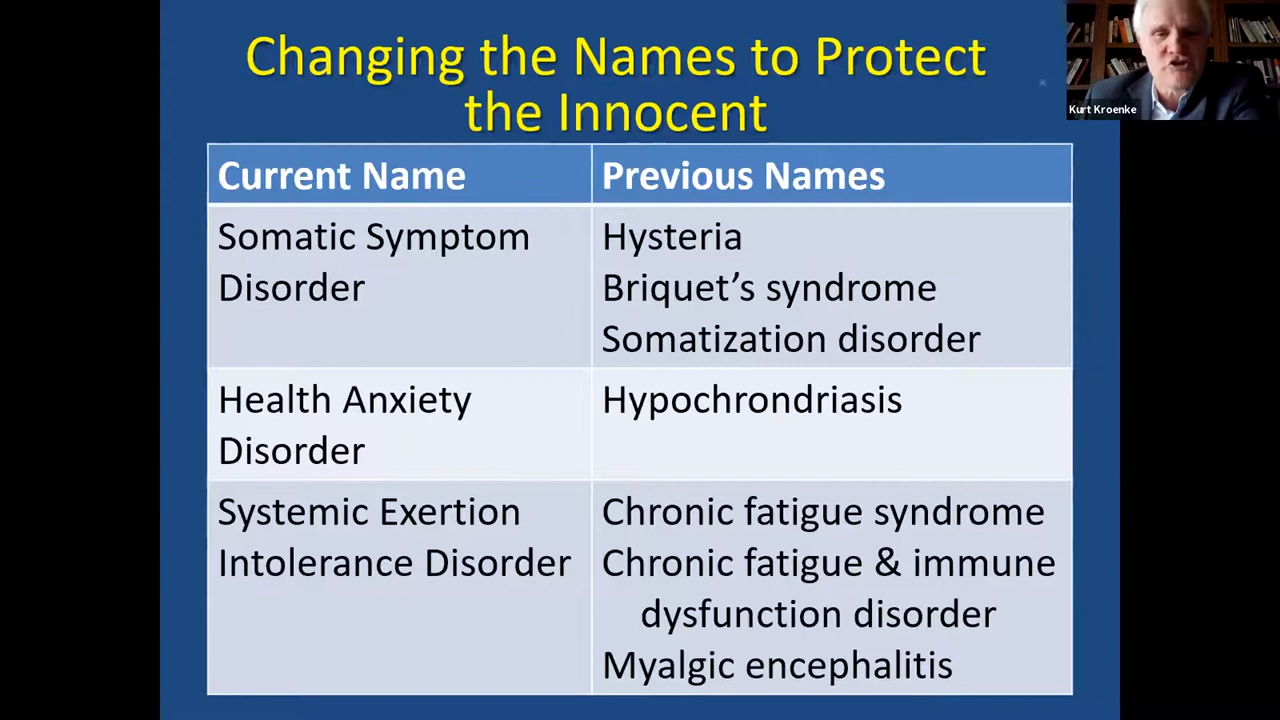 Changing the Names to Protect
the Innocent
Kurt Kroenke
Current Name
Previous Names
Somatic Symptom
Disorder
Hysteria
Briquet’s syndrome
Somatization disorder
Health Anxiety
Disorder
Hypochrondriasis
Systemic Exertion
Intolerance Disorder
Chronic fatigue syndrome
Chronic fatigue & immune
dysfunction disorder
Myalgic encephalitis